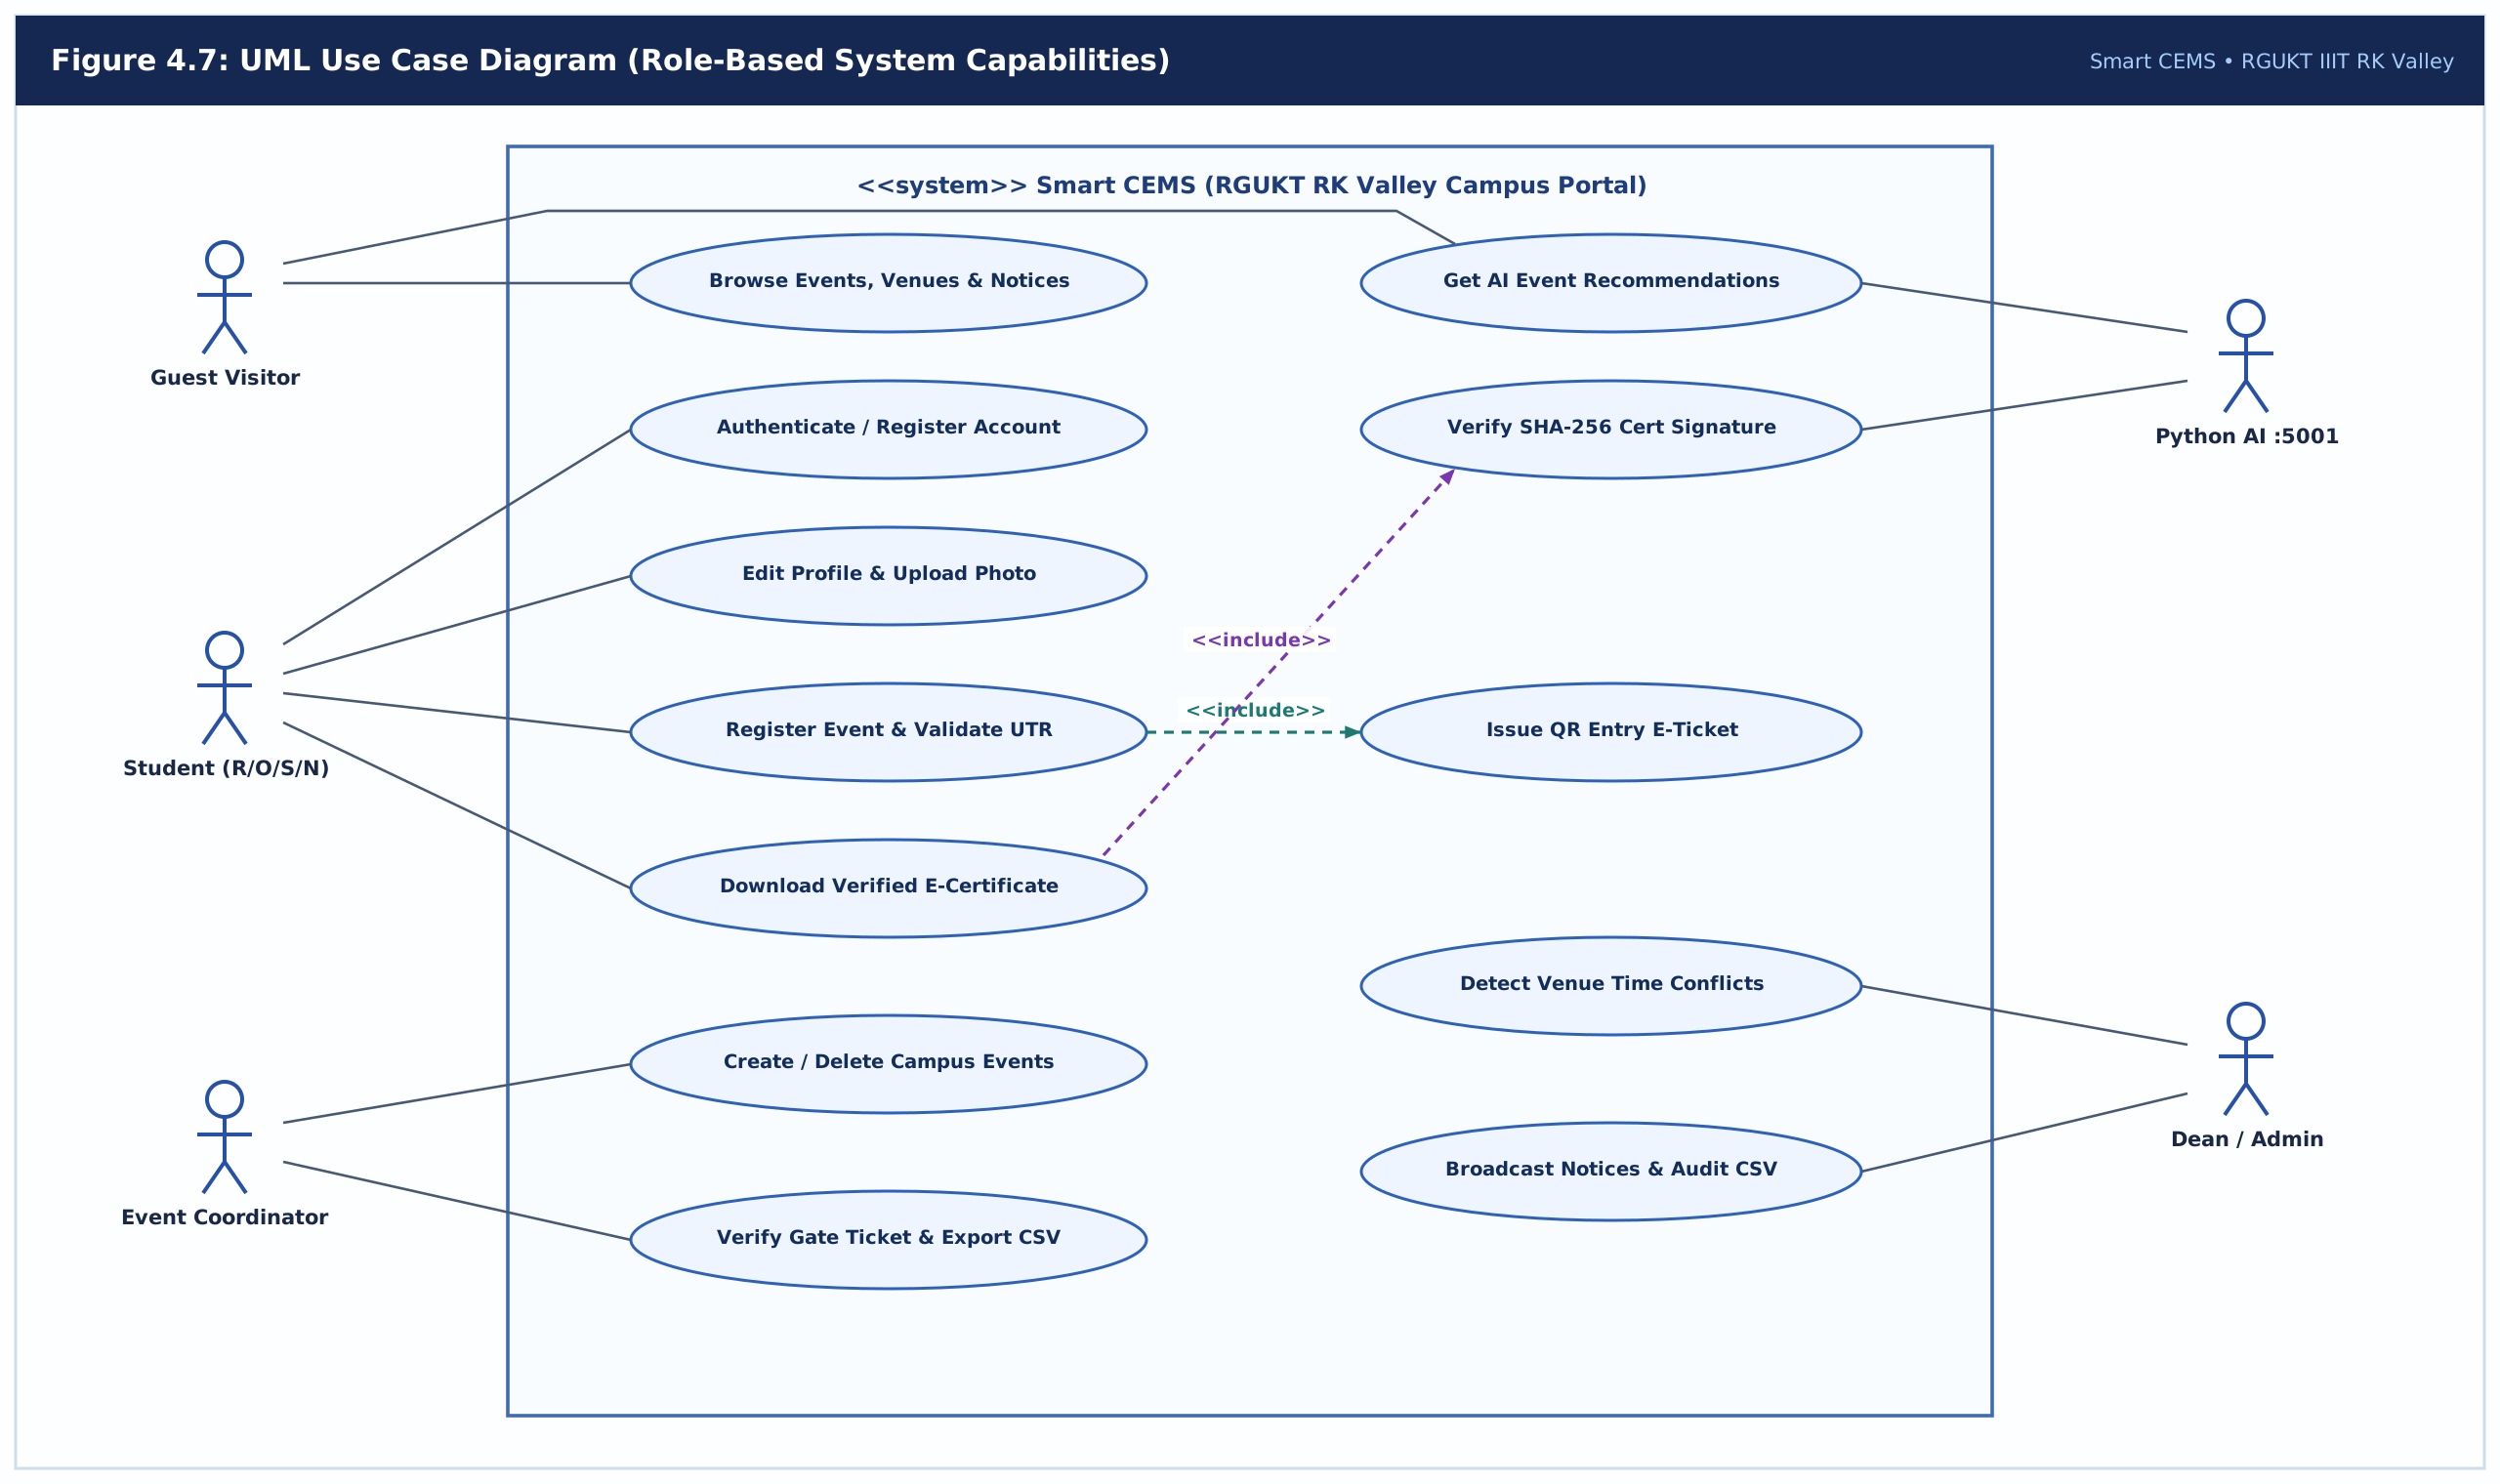 Figure 4.7: UML Use Case Diagram (Role-Based System Capabilities)
Smart CEMS • RGUKT IIIT RK Valley
<<system>> Smart CEMS (RGUKT RK Valley Campus Portal)
Browse Events, Venues & Notices
Get AI Event Recommendations
Guest Visitor
Authenticate / Register Account
Verify SHA-256 Cert Signature
Python AI :5001
Edit Profile & Upload Photo
<<include>>
<<include>>
Register Event & Validate UTR
Issue QR Entry E-Ticket
Student (R/O/S/N)
Download Verified E-Certificate
Detect Venue Time Conflicts
Create / Delete Campus Events
Dean / Admin
Broadcast Notices & Audit CSV
Event Coordinator
Verify Gate Ticket & Export CSV